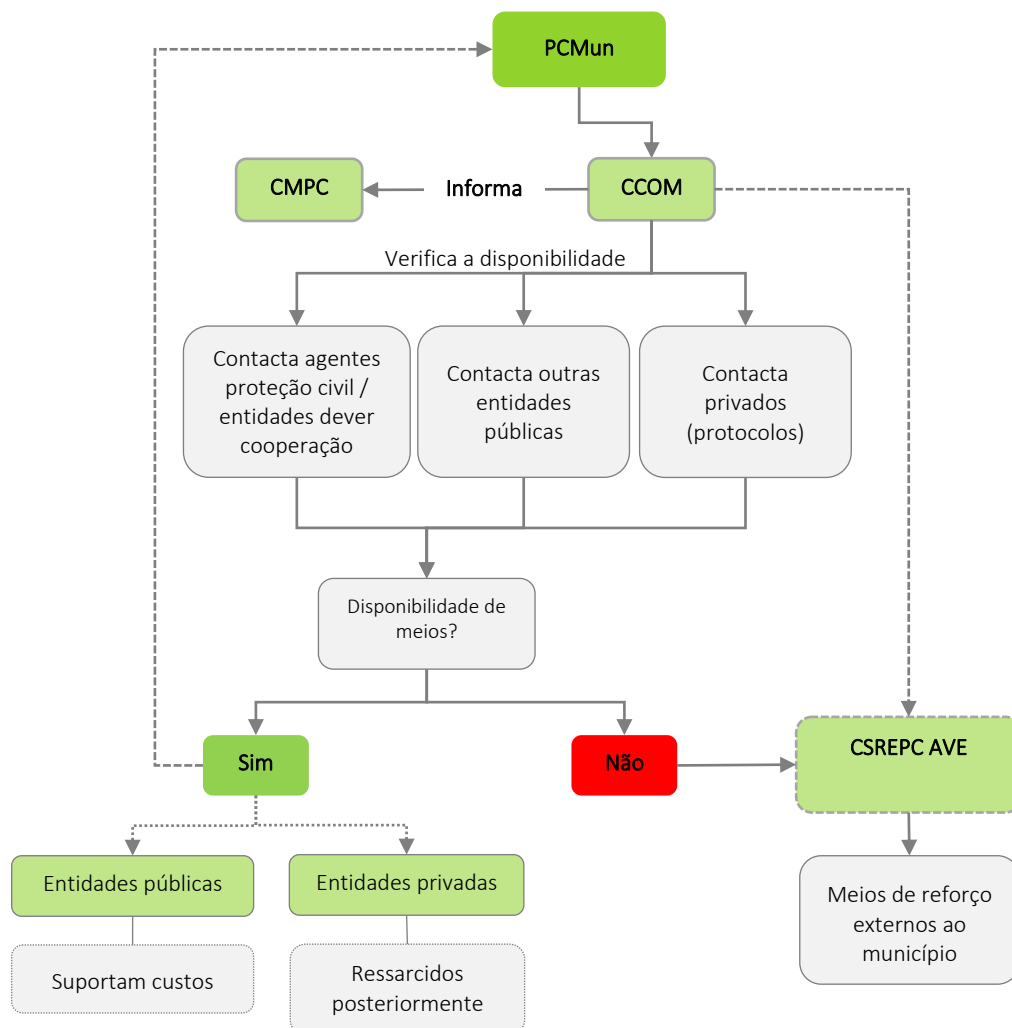 PCMun
CMPC
Informa
CCOM
Verifica a disponibilidade
Contacta agentes
proteção civil /
entidades dever
cooperação
Contacta outras
entidades
públicas
Contacta
privados
(protocolos)
Disponibilidade de
meios?
Sim
Não
CSREPC AVE
Entidades públicas
Entidades privadas
Suportam custos
Ressarcidos
posteriormente
Meios de reforço
externos ao
município